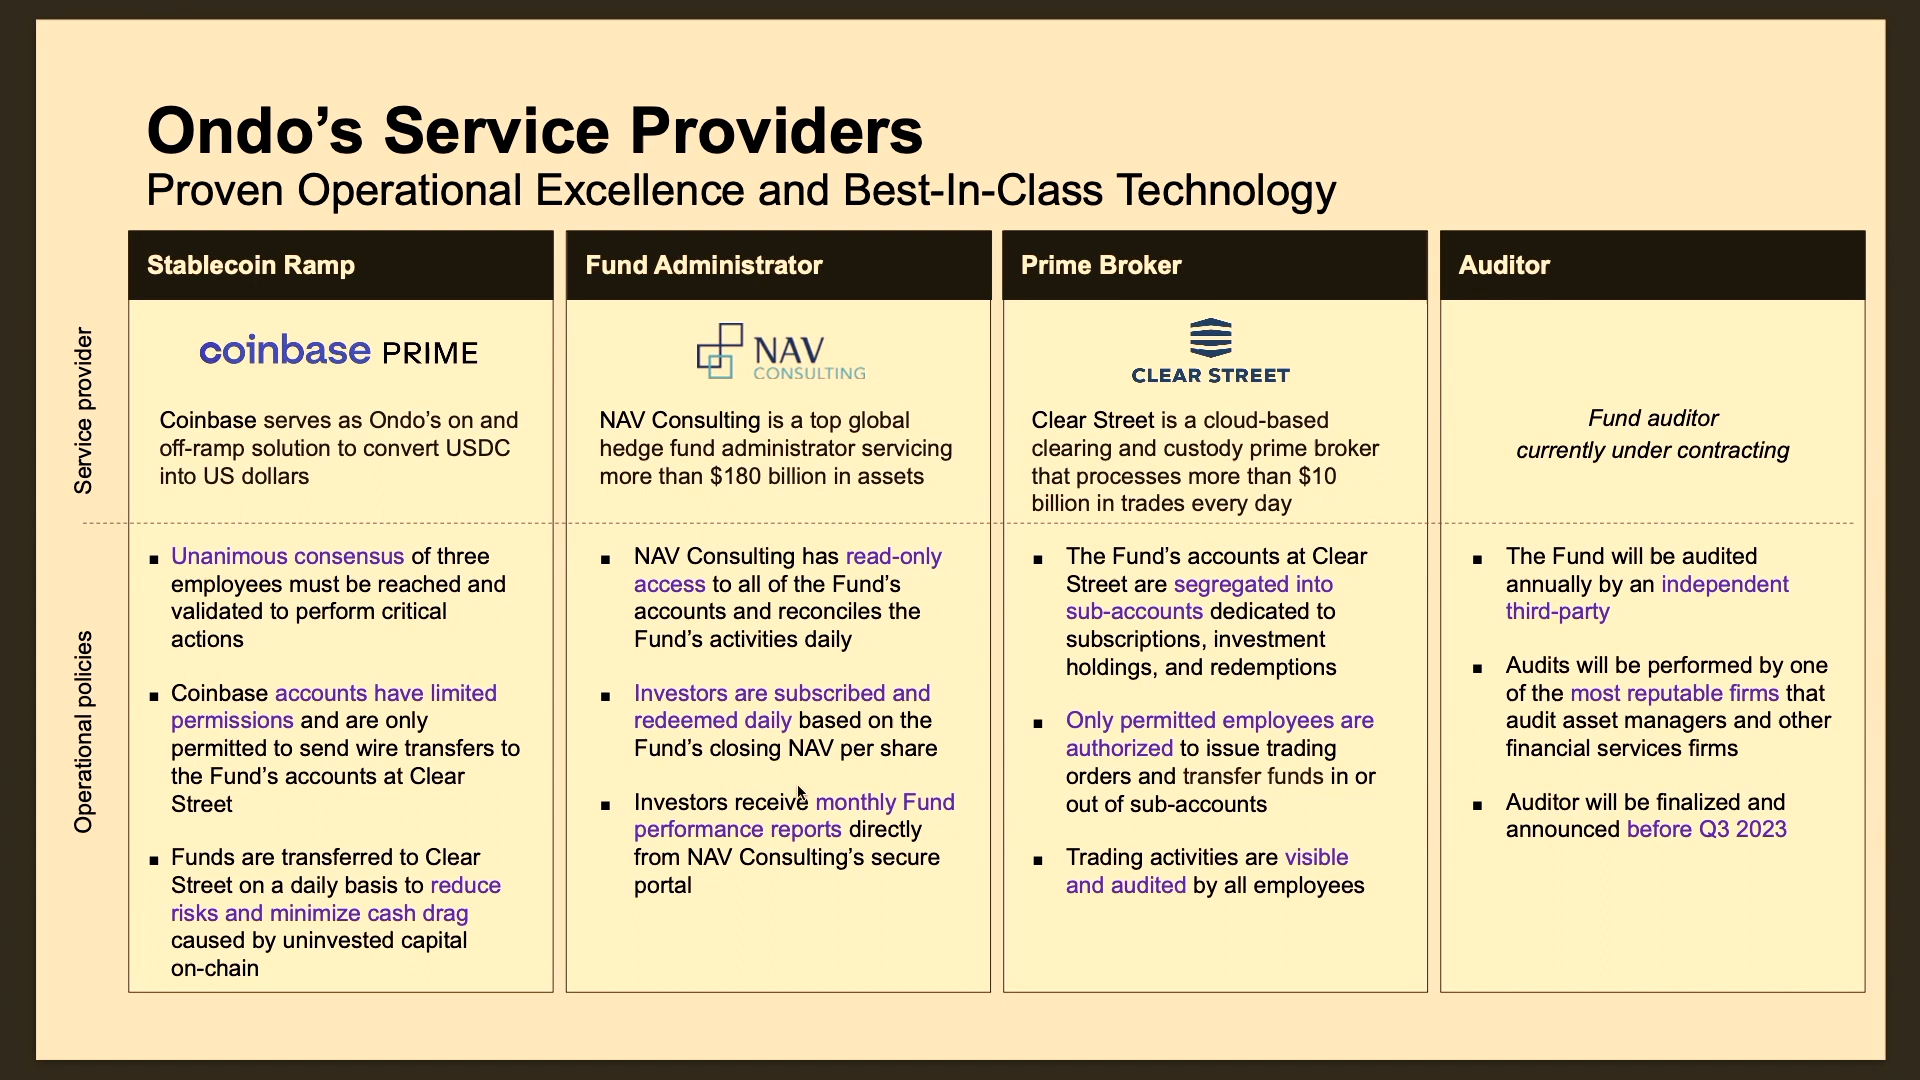 Ondo’s Service Providers
Proven Operational Excellence and Best-In-Class Technology
Service provider
Operational policies
Stablecoin Ramp
coinbase PRIME
Coinbase serves as Ondo’s on and
off-ramp solution to convert USDC
into US dollars
▪ Unanimous consensus of three
employees must be reached and
validated to perform critical
actions
▪ Coinbase accounts have limited
permissions and are only
permitted to send wire transfers to
the Fund’s accounts at Clear
Street
▪ Funds are transferred to Clear
Street on a daily basis to reduce
risks and minimize cash drag
caused by uninvested capital
on-chain
Fund Administrator
NAV
CONSULTING
NAV Consulting is a top global
hedge fund administrator servicing
more than $180 billion in assets
▪ NAV Consulting has read-only
access to all of the Fund’s
accounts and reconciles the
Fund’s activities daily
▪ Investors are subscribed and
redeemed daily based on the
Fund’s closing NAV per share
▪ Investors receive monthly Fund
performance reports directly
from NAV Consulting’s secure
portal
Prime Broker
CLEAR STREET
Clear Street is a cloud-based
clearing and custody prime broker
that processes more than $10
billion in trades every day
▪ The Fund’s accounts at Clear
Street are segregated into
sub-accounts dedicated to
subscriptions, investment
holdings, and redemptions
▪ Only permitted employees are
authorized to issue trading
orders and transfer funds in or
out of sub-accounts
▪ Trading activities are visible
and audited by all employees
Auditor
Fund auditor
currently under contracting
▪ The Fund will be audited
annually by an independent
third-party
▪ Audits will be performed by one
of the most reputable firms that
audit asset managers and other
financial services firms
▪ Auditor will be finalized and
announced before Q3 2023